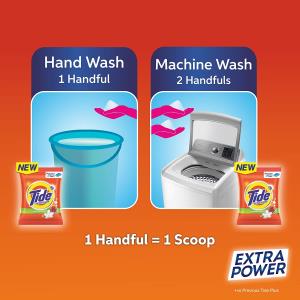 Hand Wash
1 Handful
Machine Wash
2 Handfuls
NEW
Tide
NEW
Tide
1 Handful = 1 Scoop
EXTRA
POWER